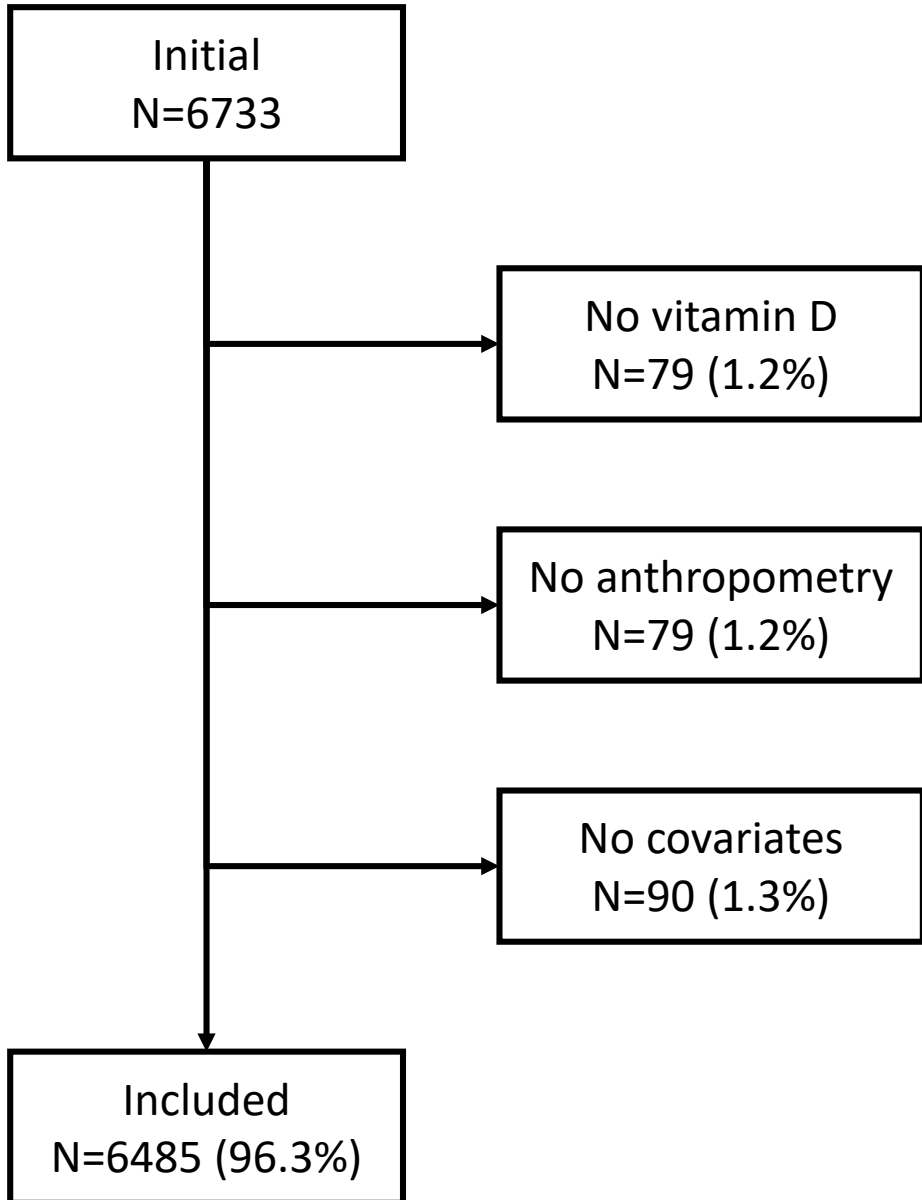 Initial
N=6733
No vitamin D
N=79 (1.2%)
No anthropometry
N=79 (1.2%)
No covariates
N=90 (1.3%)
Included
N=6485 (96.3%)